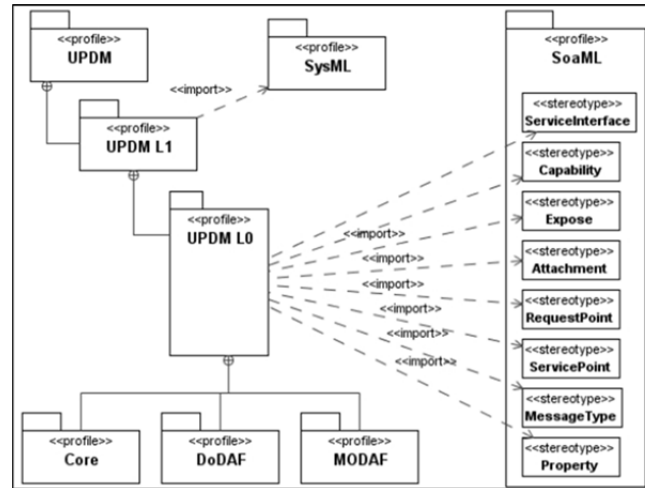 <<profile>>
UPDM
<<profile>>
SysML
<<profile>>
SoaML
<<import>>
<<profile>>
UPDM L1
<<stereotype>>
ServiceInterface
<<stereotype>>
Capability
<<profile>>
UPDM L0
<<stereotype>>
Expose
<<import>>
<<stereotype>>
Attachment
<<import>>
<<import>>
<<stereotype>>
RequestPoint
<<import>>
<<import>>
<<stereotype>>
ServicePoint
<<import>>
<<stereotype>>
MessageType
<<profile>>
Core
<<profile>>
DoDAF
<<profile>>
MODAF
<<stereotype>>
Property